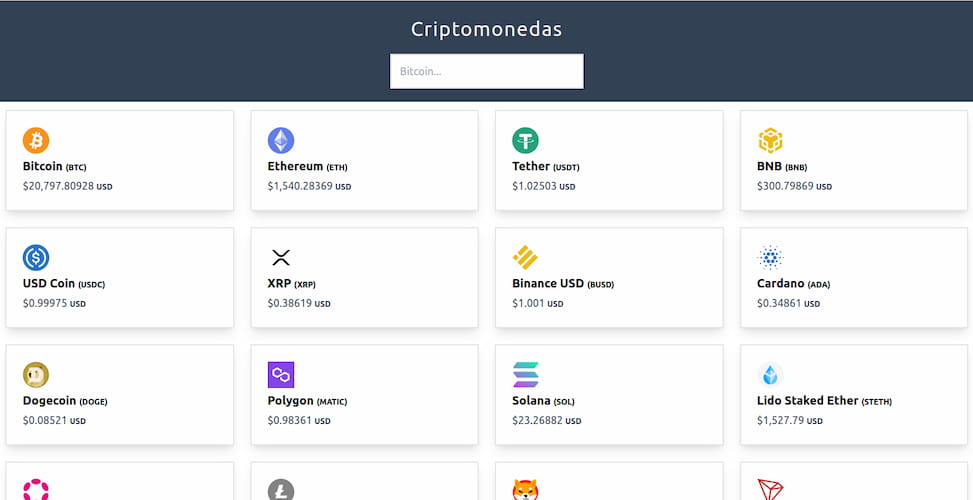 Criptomonedas
Bitcoin...
Bitcoin (BTC)
$20,797.80928 USD
Ethereum (ETH)
$1,540.28369 USD
Tether (USDT)
$1.02503 USD
BNB (BNB)
$300.79869 USD
USD Coin (USDC)
$0.99975 USD
XRP (XRP)
$0.38619 USD
Binance USD (BUSD)
$1.001 USD
Cardano (ADA)
$0.34861 USD
Dogecoin (DOGE)
$0.08521 USD
Polygon (MATIC)
$0.98361 USD
Solana (SOL)
$23.26882 USD
Lido Staked Ether (STETH)
$1,527.79 USD